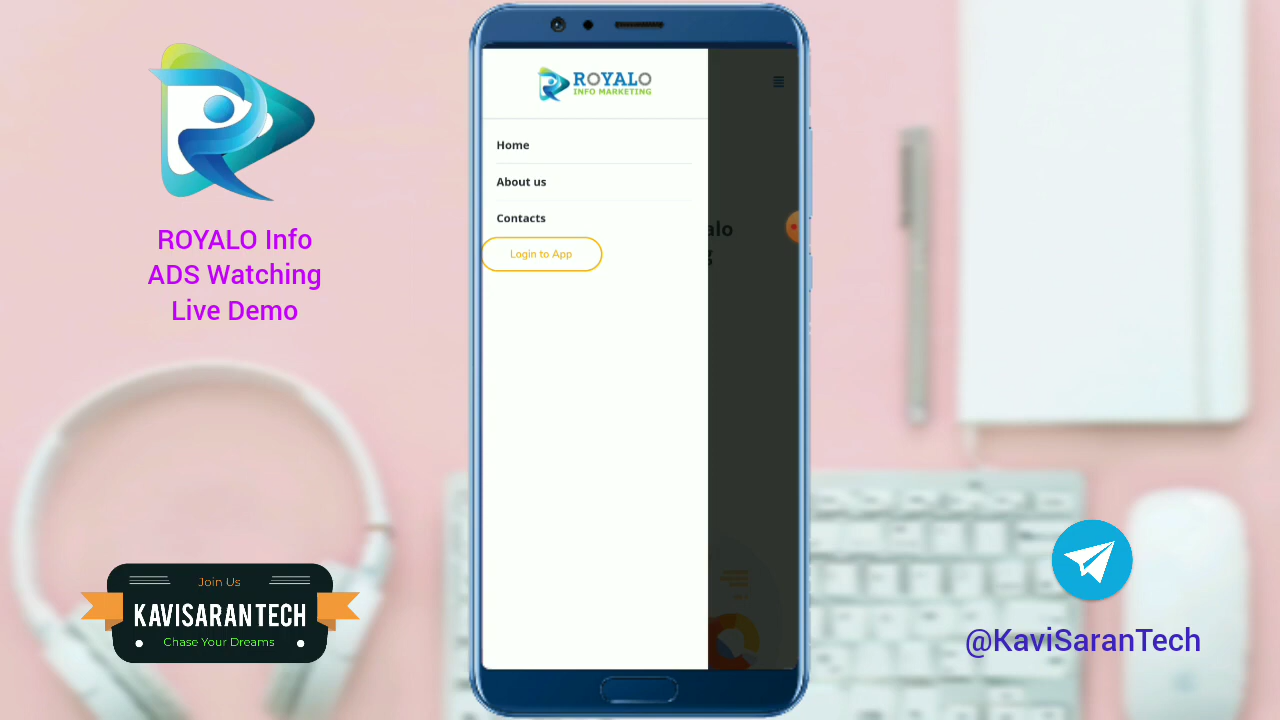 ROYALO Info
ADS Watching
Live Demo
Join Us
KAVISARANTECH
Chase Your Dreams
ROYALO
INFO MARKETING
Home
About us
Contacts
Login to App
alo
g
@KaviSaranTech